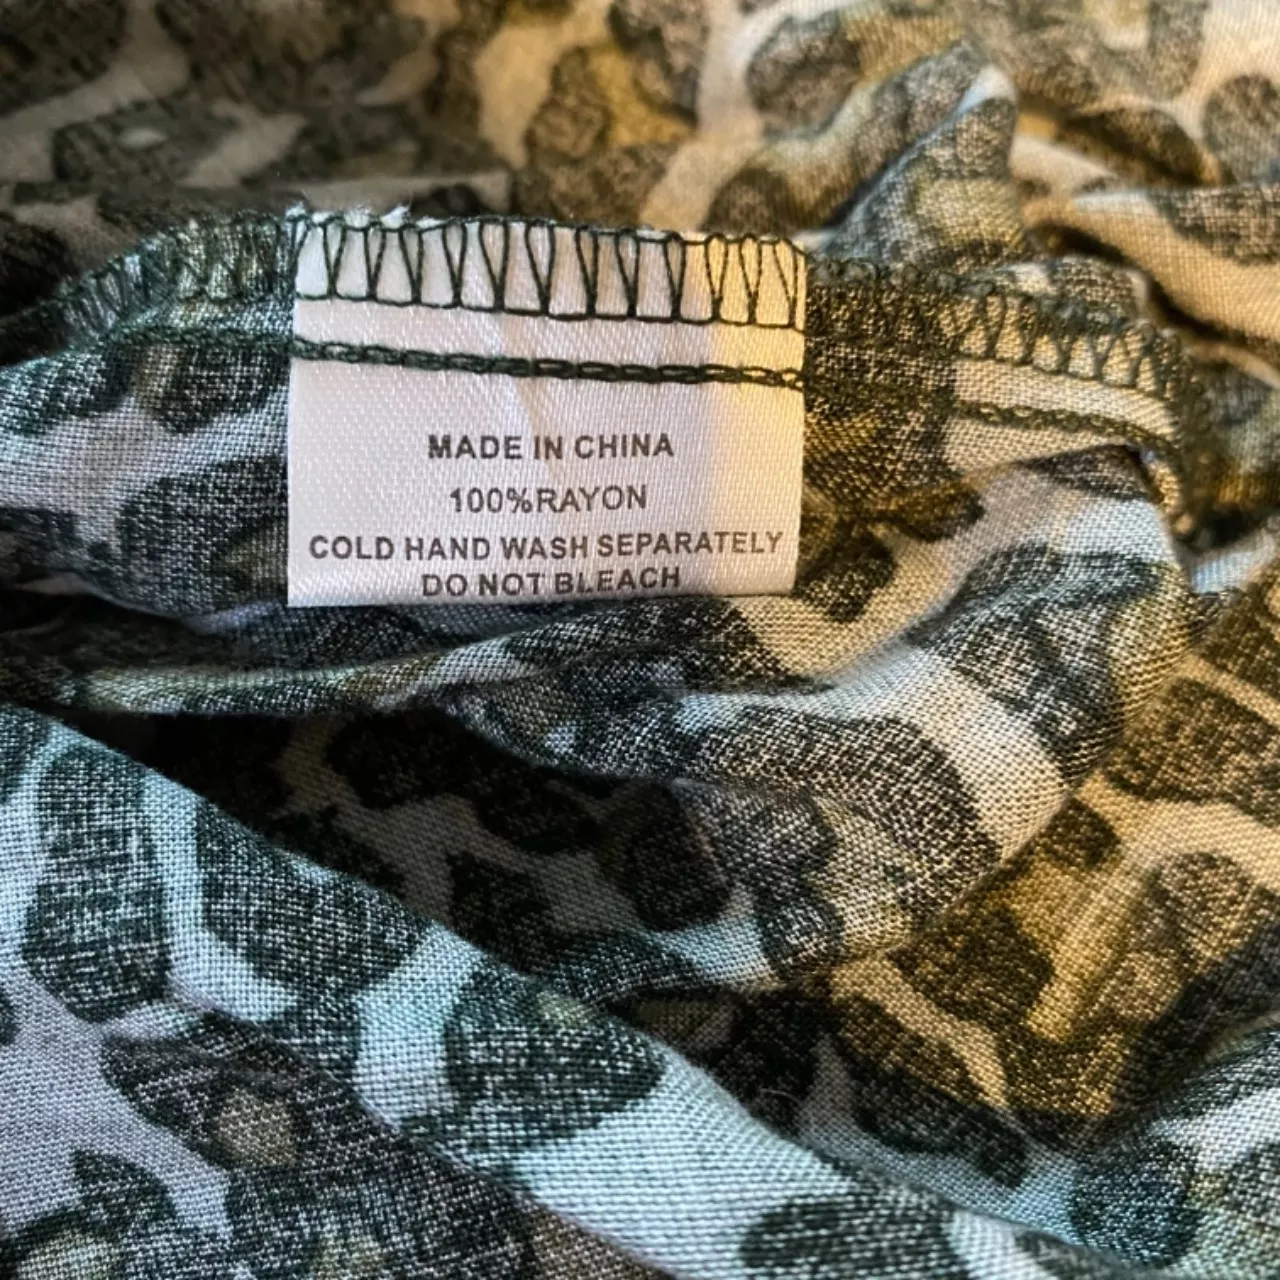 MADE IN CHINA
100%RAYON
COLD HAND WASH SEPARATELY
DO NOT BLEACH